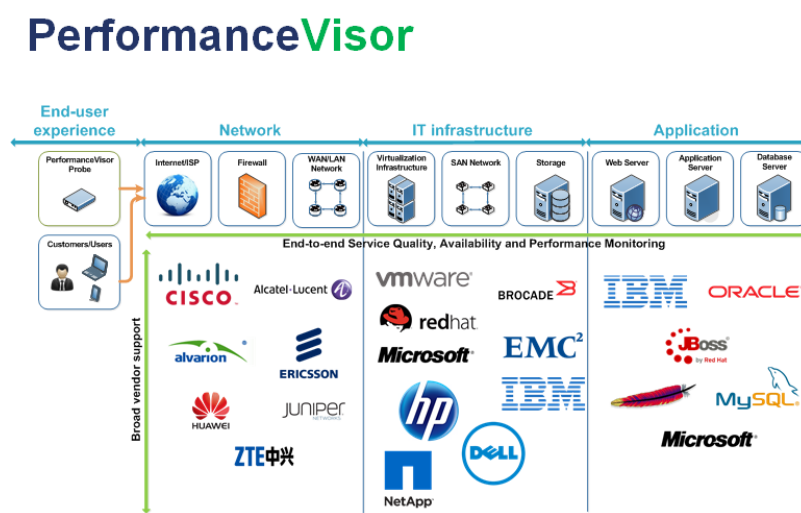 PerformanceVisor
End-user
experience
Network
IT infrastructure
Application
PerformanceVisor
Probe
Internet/ISP
Firewall
WAN/LAN
Network
Virtualization
Infrastructure
SAN Network
Storage
Web Server
Application
Server
Database
Server
Customers/Users
End-to-end Service Quality, Availability and Performance Monitoring
Broad vendor support
CISCO
Alcatel·Lucent
alvarion
ERICSSON
HUAWEI
JUNIPER
NETWORKS
ZTE中兴
vmware
BROCADE
redhat
Microsoft
EMC²
IBM
hp
DELL
NetApp
IBM
ORACLE
JBoss
by Red Hat
MySQL
Microsoft